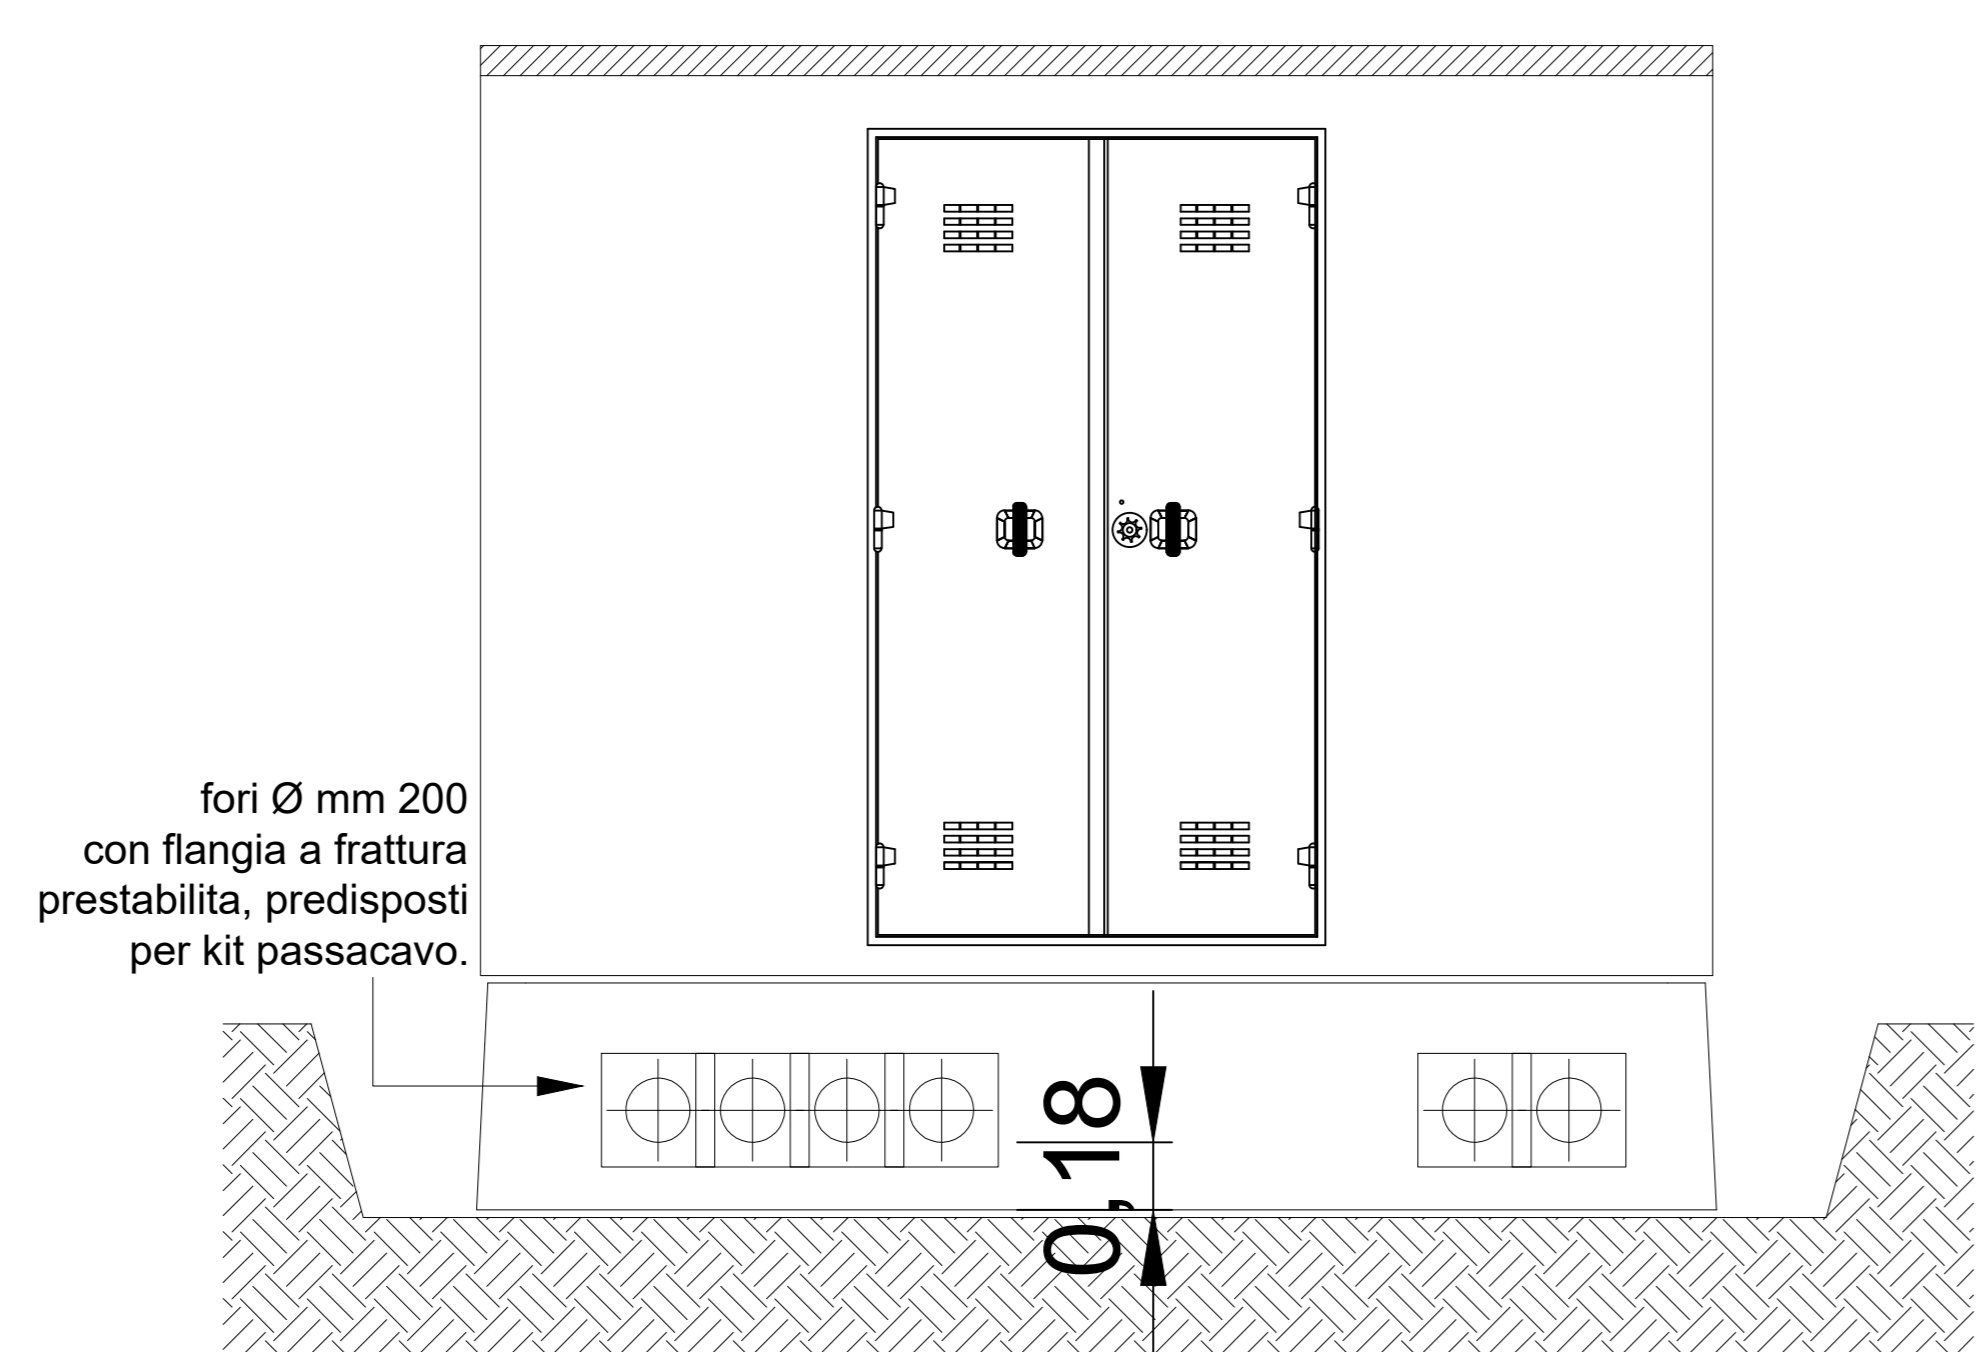 fori Ø mm 200
con flangia a frattura
prestabilita, predisposti
per kit passacavo.
0,18